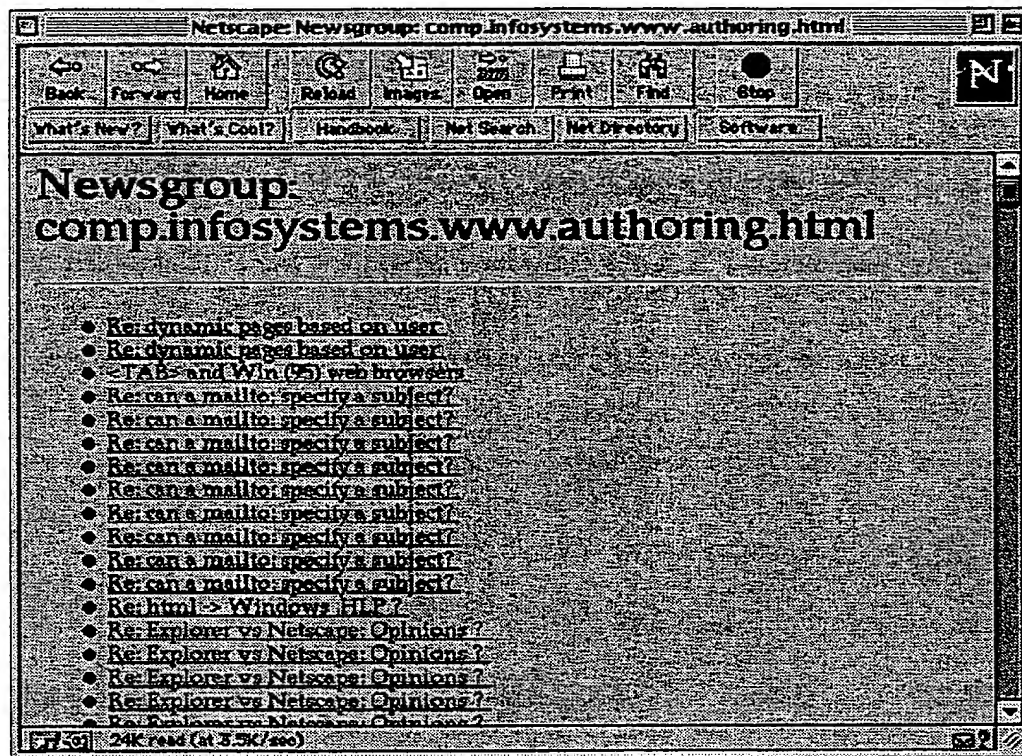 Netscape: Newsgroup: comp.infosystems.www.authoring.html
Back Forward Home Reload Images Open Print Find Stop
N
What's New? What's Cool? Handbook Net Search Net Directory Software
Newsgroup:
comp.infosystems.www.authoring.html
Re: dynamic pages based on user
Re: dynamic pages based on user
<TAB> and Win (95) web browsers
Re: can a mailto: specify a subject?
Re: can a mailto: specify a subject?
Re: can a mailto: specify a subject?
Re: can a mailto: specify a subject?
Re: can a mailto: specify a subject?
Re: can a mailto: specify a subject?
Re: can a mailto: specify a subject?
Re: can a mailto: specify a subject?
Re: can a mailto: specify a subject?
Re: html -> Windows .HLP ?
Re: Explorer vs Netscape: Opinions ?
Re: Explorer vs Netscape: Opinions ?
Re: Explorer vs Netscape: Opinions ?
Re: Explorer vs Netscape: Opinions ?
Re: Explorer vs Netscape: Opinions ?
24K read (at 3.5K/sec)
?